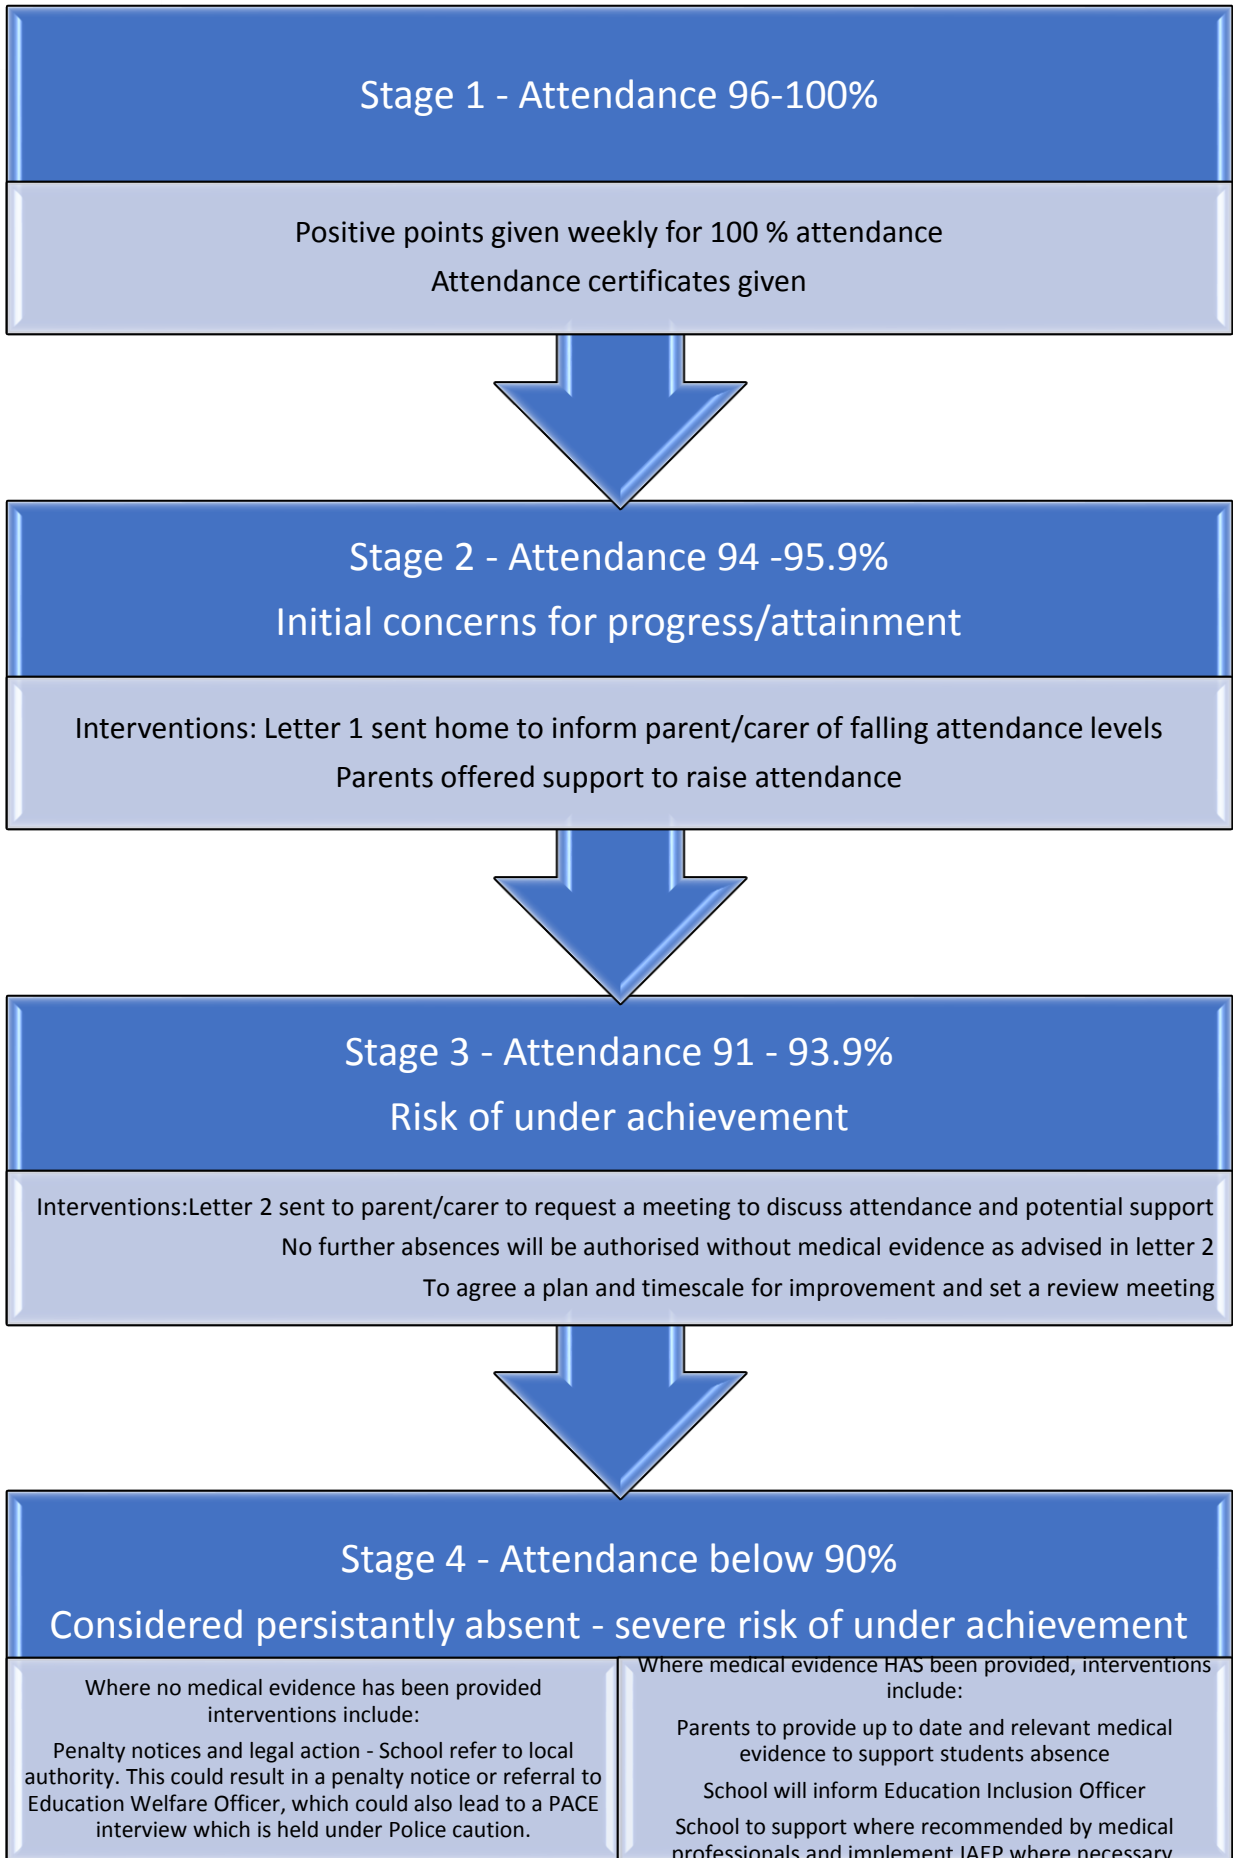 Stage 1 - Attendance 96-100%
Positive points given weekly for 100 % attendance
Attendance certificates given
Stage 2 - Attendance 94 -95.9%
Initial concerns for progress/attainment
Interventions: Letter 1 sent home to inform parent/carer of falling attendance levels
Parents offered support to raise attendance
Stage 3 - Attendance 91 - 93.9%
Risk of under achievement
Interventions:Letter 2 sent to parent/carer to request a meeting to discuss attendance and potential support
No further absences will be authorised without medical evidence as advised in letter 2
To agree a plan and timescale for improvement and set a review meeting
Stage 4 - Attendance below 90%
Considered persistantly absent - severe risk of under achievement
Where no medical evidence has been provided
interventions include:
Penalty notices and legal action - School refer to local
authority. This could result in a penalty notice or referral to
Education Welfare Officer, which could also lead to a PACE
interview which is held under Police caution.
Where medical evidence HAS been provided, interventions
include:
Parents to provide up to date and relevant medical
evidence to support students absence
School will inform Education Inclusion Officer
School to support where recommended by medical
professionals and implement IAEP where necessary